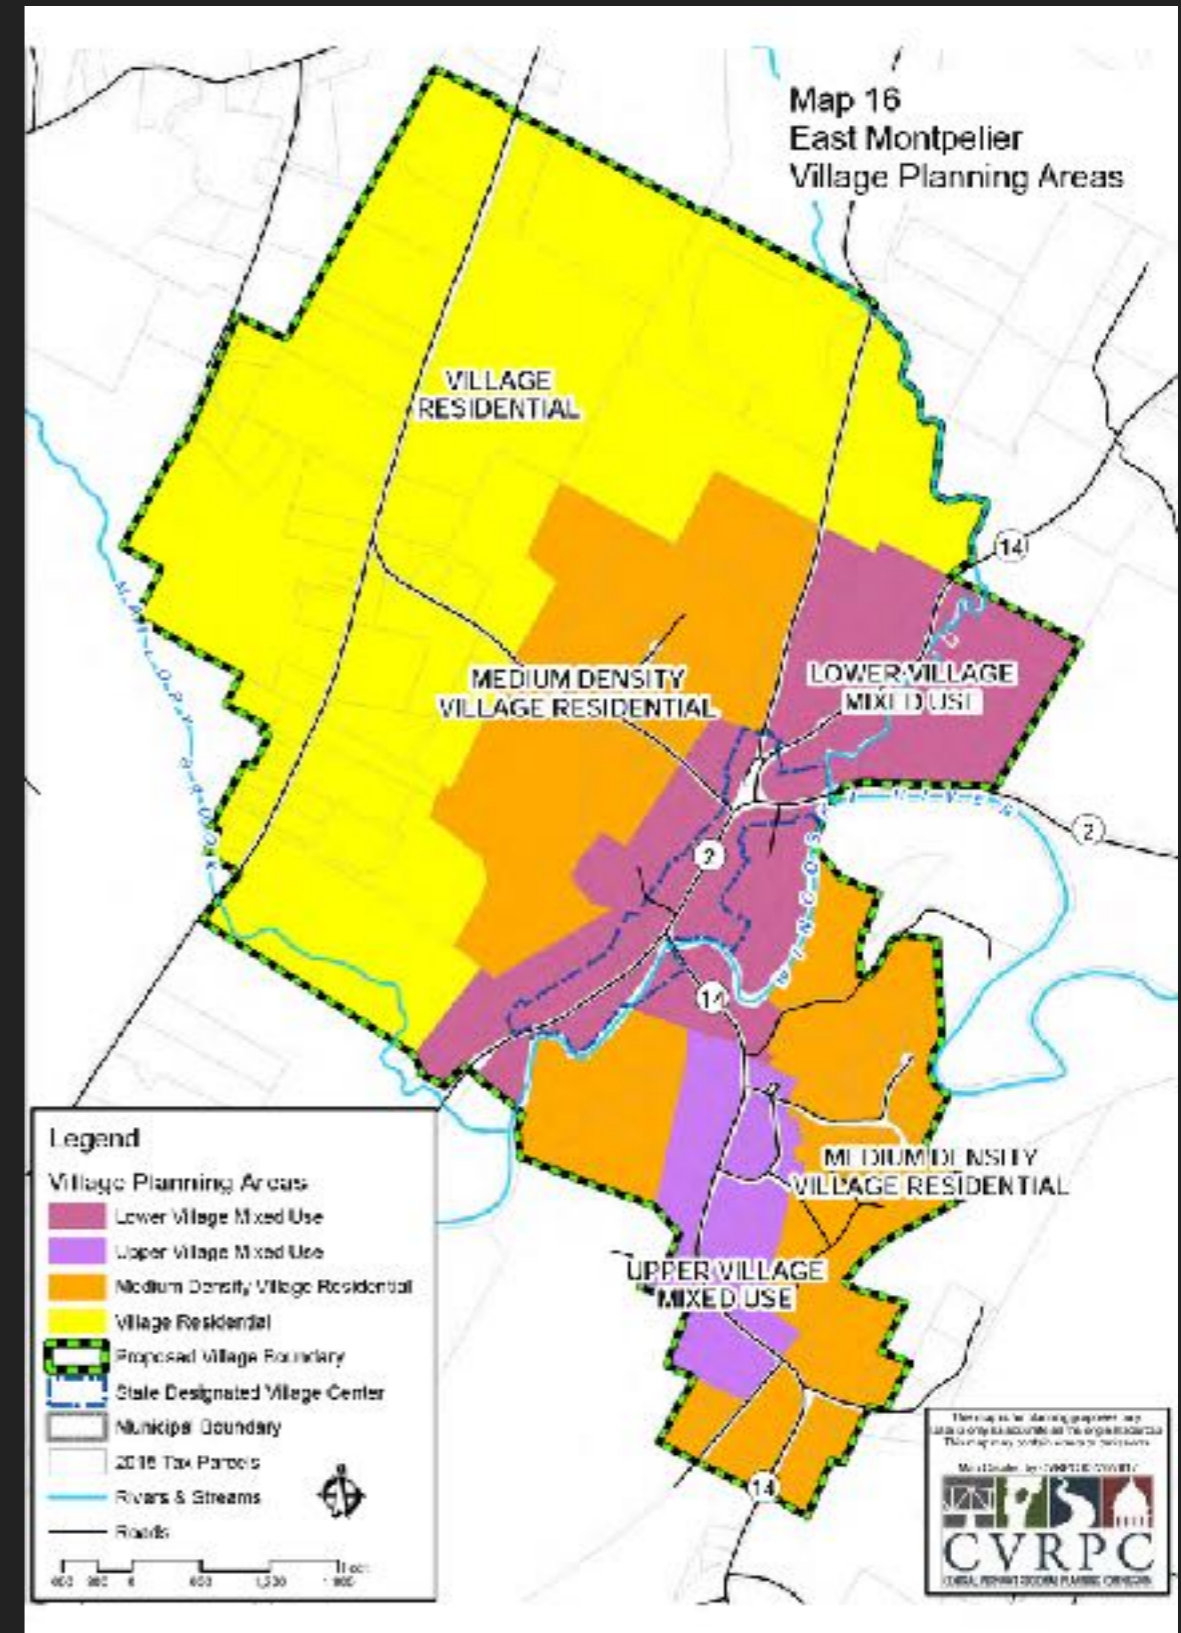 Map 16
East Montpelier
Village Planning Areas
VILLAGE
RESIDENTIAL
14
MEDIUM DENSITY
VILLAGE RESIDENTIAL
LOWER VILLAGE
MIXED USE
2
2
14
MEDIUM DENSITY
VILLAGE RESIDENTIAL
UPPER VILLAGE
MIXED USE
14
Legend
Village Planning Areas
Lower Village Mixed Use
Upper Village Mixed Use
Medium Density Village Residential
Village Residential
Proposed Village Boundary
State Designated Village Center
Municipal Boundary
Tax Parcels
Rivers & Streams
Roads
0
CVRPC